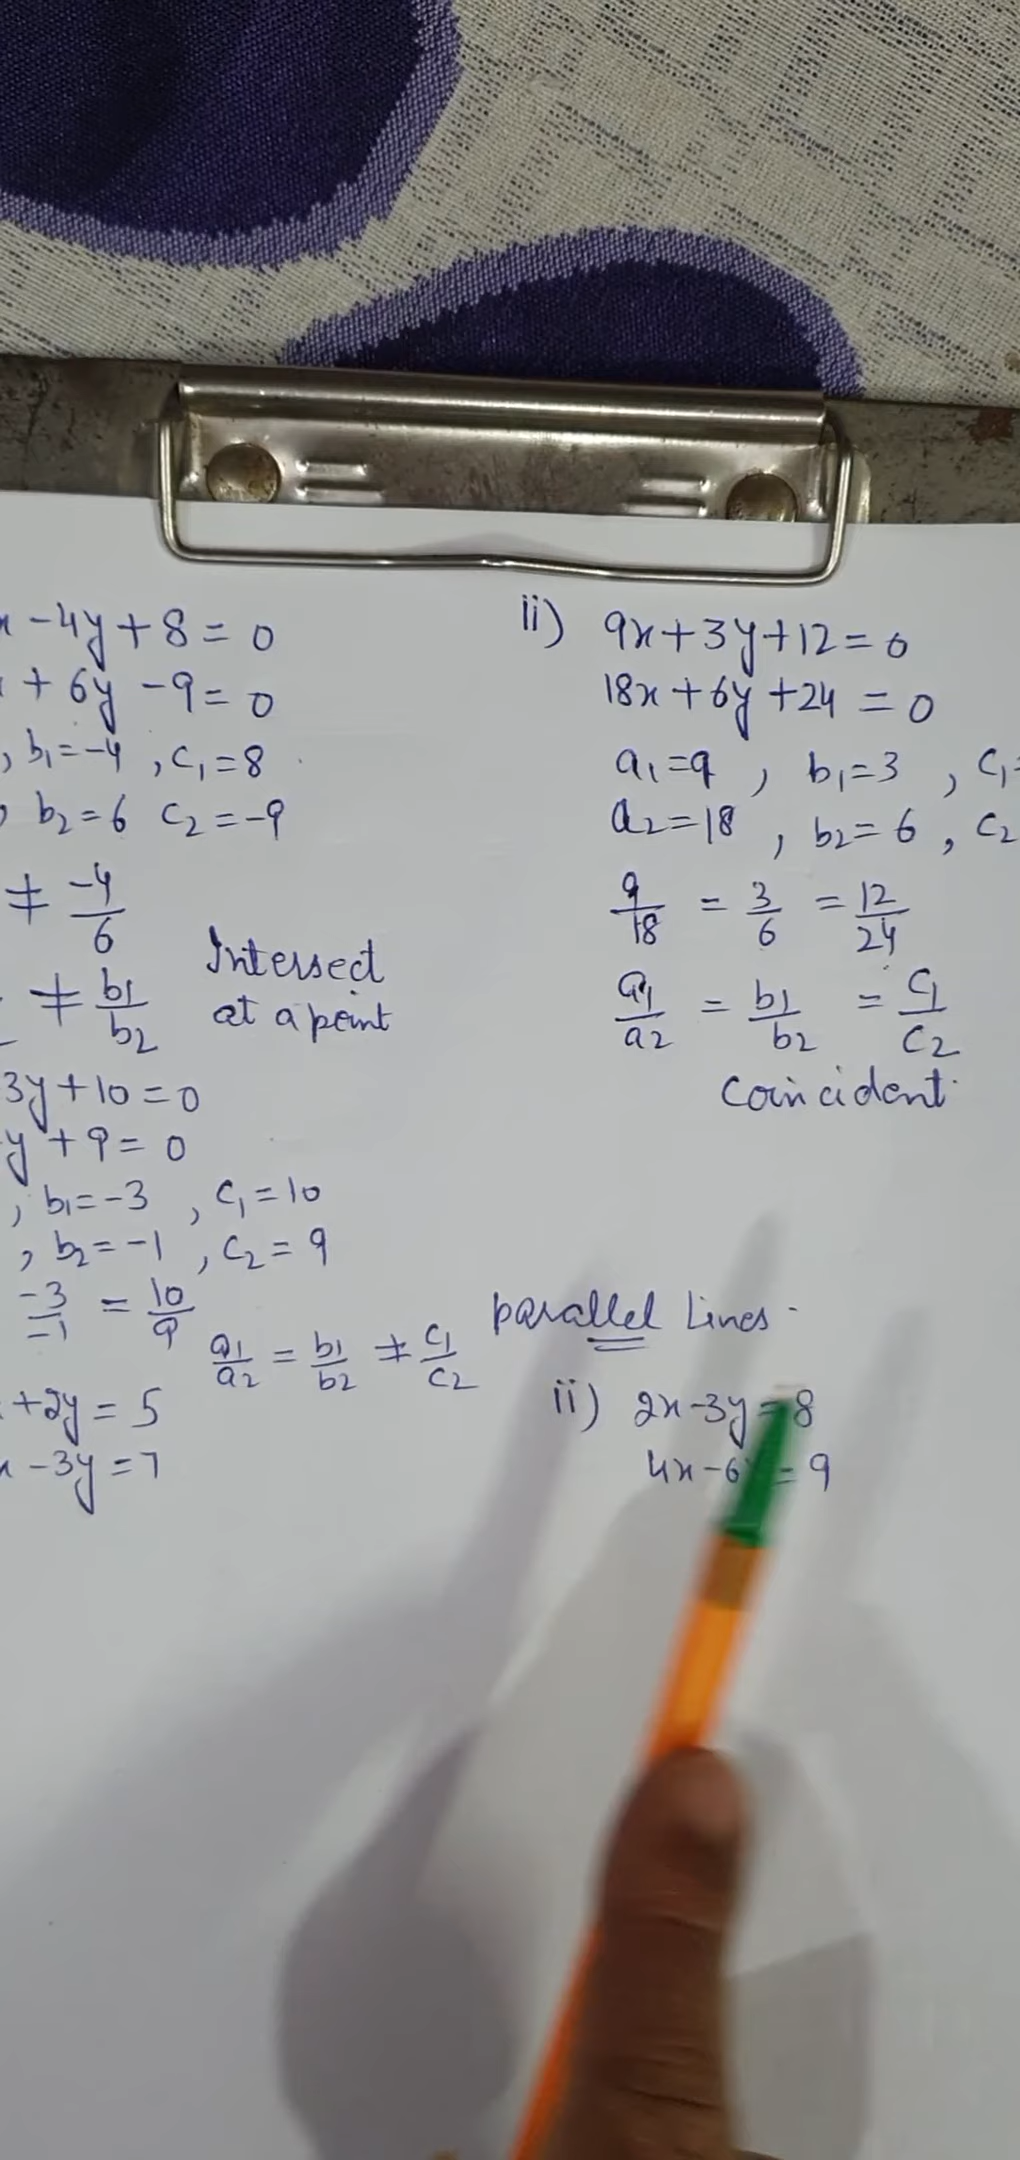 x - 4y + 8 = 0
+ 6y - 9 = 0
, b₁ = -4 , c₁ = 8
, b₂ = 6 c₂ = -9
≠ -4/6
≠ b₁/b₂
Intersect
at a point
3y + 10 = 0
y + 9 = 0
, b₁ = -3 , c₁ = 10
, b₂ = -1 , c₂ = 9
-3/-1 = 10/9
a₁/a₂ = b₁/b₂ ≠ c₁/c₂
parallel Lines.
+ 2y = 5
x - 3y = 7
ii) 9x + 3y + 12 = 0
18x + 6y + 24 = 0
a₁ = 9 , b₁ = 3 , c₁ =
a₂ = 18 , b₂ = 6 , c₂
9/18 = 3/6 = 12/24
a₁/a₂ = b₁/b₂ = c₁/c₂
Coincident.
ii) 2x - 3y = 8
4x - 6 = 9